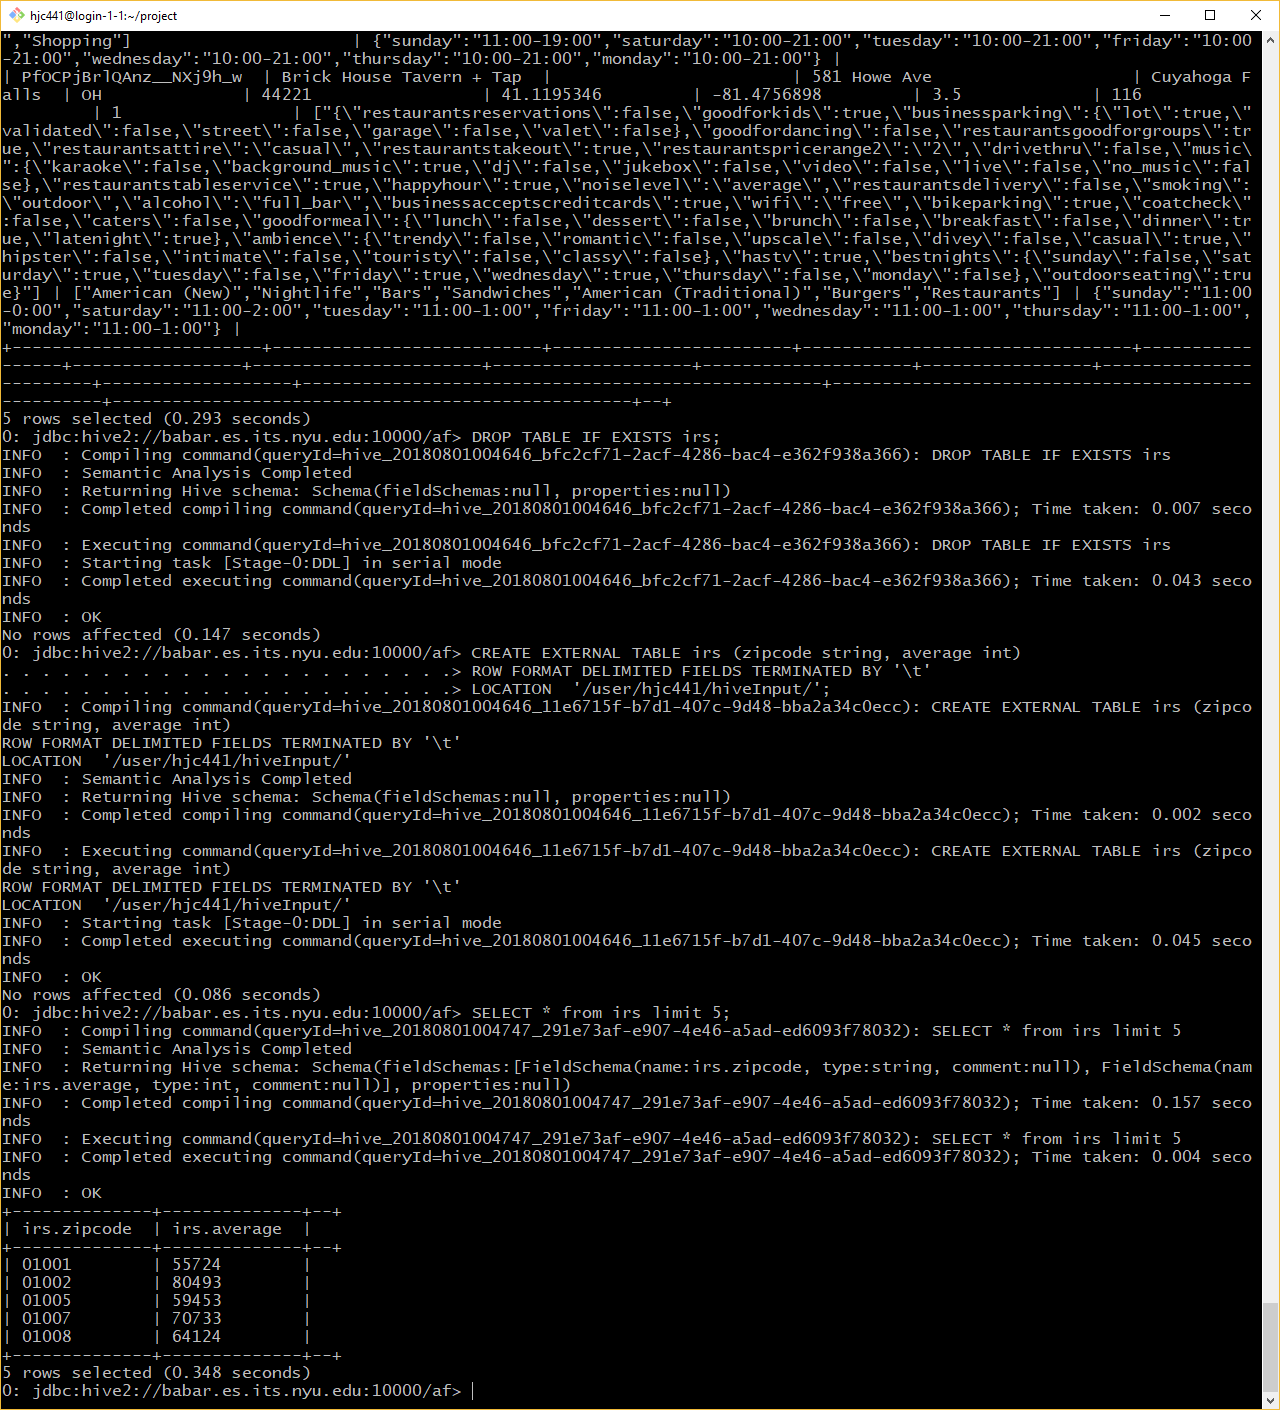 hjc441@login-1-1:~/project
","Shopping"]                      | {"sunday":"11:00-19:00","saturday":"10:00-21:00","tuesday":"10:00-21:00","friday":"10:00
-21:00","wednesday":"10:00-21:00","thursday":"10:00-21:00","monday":"10:00-21:00"} |
| PfOCPjBrlQAnz__NXj9h_w  | Brick House Tavern + Tap  |                        | 581 Howe Ave                    | Cuyahoga F
alls  | OH              | 44221                 | 41.1195346         | -81.4756898         | 3.5            | 116
         | 1                 | ["{\"restaurantsreservations\":false,\"goodforkids\":true,\"businessparking\":{\"lot\":true,\"
validated\":false,\"street\":false,\"garage\":false,\"valet\":false},\"goodfordancing\":false,\"restaurantsgoodforgroups\":tr
ue,\"restaurantsattire\":\"casual\",\"restaurantstakeout\":true,\"restaurantspricerange2\":\"2\",\"drivethru\":false,\"music\
":{\"karaoke\":false,\"background_music\":true,\"dj\":false,\"jukebox\":false,\"video\":false,\"live\":false,\"no_music\":fal
se},\"restaurantstableservice\":true,\"happyhour\":true,\"noiselevel\":\"average\",\"restaurantsdelivery\":false,\"smoking\":
\"outdoor\",\"alcohol\":\"full_bar\",\"businessacceptscreditcards\":true,\"wifi\":\"free\",\"bikeparking\":true,\"coatcheck\"
:false,\"caters\":false,\"goodformeal\":{\"lunch\":false,\"dessert\":false,\"brunch\":false,\"breakfast\":false,\"dinner\":tr
ue,\"latenight\":true},\"ambience\":{\"trendy\":false,\"romantic\":false,\"upscale\":false,\"divey\":false,\"casual\":true,\"
hipster\":false,\"intimate\":false,\"touristy\":false,\"classy\":false},\"hastv\":true,\"bestnights\":{\"sunday\":false,\"sat
urday\":true,\"tuesday\":false,\"friday\":true,\"wednesday\":true,\"thursday\":false,\"monday\":false},\"outdoorseating\":tru
e}"] | ["American (New)","Nightlife","Bars","Sandwiches","American (Traditional)","Burgers","Restaurants"] | {"sunday":"11:00
-0:00","saturday":"11:00-2:00","tuesday":"11:00-1:00","friday":"11:00-1:00","wednesday":"11:00-1:00","thursday":"11:00-1:00",
"monday":"11:00-1:00"} |
+-------------------------+---------------------------+------------------------+---------------------------------+-----------
------+-----------------+-----------------------+--------------------+---------------------+------------------+---------------
---------+-------------------+----------------------------------------------------+------------------------------------------
----------+----------------------------------------------------+--+
5 rows selected (0.293 seconds)
0: jdbc:hive2://babar.es.its.nyu.edu:10000/af> DROP TABLE IF EXISTS irs;
INFO  : Compiling command(queryId=hive_20180801004646_bfc2cf71-2acf-4286-bac4-e362f938a366): DROP TABLE IF EXISTS irs
INFO  : Semantic Analysis Completed
INFO  : Returning Hive schema: Schema(fieldSchemas:null, properties:null)
INFO  : Completed compiling command(queryId=hive_20180801004646_bfc2cf71-2acf-4286-bac4-e362f938a366); Time taken: 0.007 seco
nds
INFO  : Executing command(queryId=hive_20180801004646_bfc2cf71-2acf-4286-bac4-e362f938a366): DROP TABLE IF EXISTS irs
INFO  : Starting task [Stage-0:DDL] in serial mode
INFO  : Completed executing command(queryId=hive_20180801004646_bfc2cf71-2acf-4286-bac4-e362f938a366); Time taken: 0.043 seco
nds
INFO  : OK
No rows affected (0.147 seconds)
0: jdbc:hive2://babar.es.its.nyu.edu:10000/af> CREATE EXTERNAL TABLE irs (zipcode string, average int)
. . . . . . . . . . . . . . . . . . . . . . .> ROW FORMAT DELIMITED FIELDS TERMINATED BY '\t'
. . . . . . . . . . . . . . . . . . . . . . .> LOCATION  '/user/hjc441/hiveInput/';
INFO  : Compiling command(queryId=hive_20180801004646_11e6715f-b7d1-407c-9d48-bba2a34c0ecc): CREATE EXTERNAL TABLE irs (zipco
de string, average int)
ROW FORMAT DELIMITED FIELDS TERMINATED BY '\t'
LOCATION  '/user/hjc441/hiveInput/'
INFO  : Semantic Analysis Completed
INFO  : Returning Hive schema: Schema(fieldSchemas:null, properties:null)
INFO  : Completed compiling command(queryId=hive_20180801004646_11e6715f-b7d1-407c-9d48-bba2a34c0ecc); Time taken: 0.002 seco
nds
INFO  : Executing command(queryId=hive_20180801004646_11e6715f-b7d1-407c-9d48-bba2a34c0ecc): CREATE EXTERNAL TABLE irs (zipco
de string, average int)
ROW FORMAT DELIMITED FIELDS TERMINATED BY '\t'
LOCATION  '/user/hjc441/hiveInput/'
INFO  : Starting task [Stage-0:DDL] in serial mode
INFO  : Completed executing command(queryId=hive_20180801004646_11e6715f-b7d1-407c-9d48-bba2a34c0ecc); Time taken: 0.045 seco
nds
INFO  : OK
No rows affected (0.086 seconds)
0: jdbc:hive2://babar.es.its.nyu.edu:10000/af> SELECT * from irs limit 5;
INFO  : Compiling command(queryId=hive_20180801004747_291e73af-e907-4e46-a5ad-ed6093f78032): SELECT * from irs limit 5
INFO  : Semantic Analysis Completed
INFO  : Returning Hive schema: Schema(fieldSchemas:[FieldSchema(name:irs.zipcode, type:string, comment:null), FieldSchema(nam
e:irs.average, type:int, comment:null)], properties:null)
INFO  : Completed compiling command(queryId=hive_20180801004747_291e73af-e907-4e46-a5ad-ed6093f78032); Time taken: 0.157 seco
nds
INFO  : Executing command(queryId=hive_20180801004747_291e73af-e907-4e46-a5ad-ed6093f78032): SELECT * from irs limit 5
INFO  : Completed executing command(queryId=hive_20180801004747_291e73af-e907-4e46-a5ad-ed6093f78032); Time taken: 0.004 seco
nds
INFO  : OK
+--------------+--------------+--+
| irs.zipcode  | irs.average  |
+--------------+--------------+--+
| 01001        | 55724        |
| 01002        | 80493        |
| 01005        | 59453        |
| 01007        | 70733        |
| 01008        | 64124        |
+--------------+--------------+--+
5 rows selected (0.348 seconds)
0: jdbc:hive2://babar.es.its.nyu.edu:10000/af>